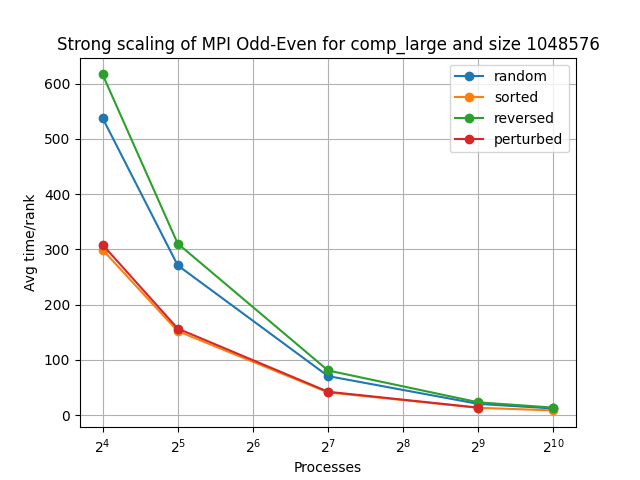 Strong scaling of MPI Odd-Even for comp_large and size 1048576
random
sorted
reversed
perturbed
Avg time/rank
600
500
400
300
200
100
0
2^4 2^5 2^6 2^7 2^8 2^9 2^10
Processes